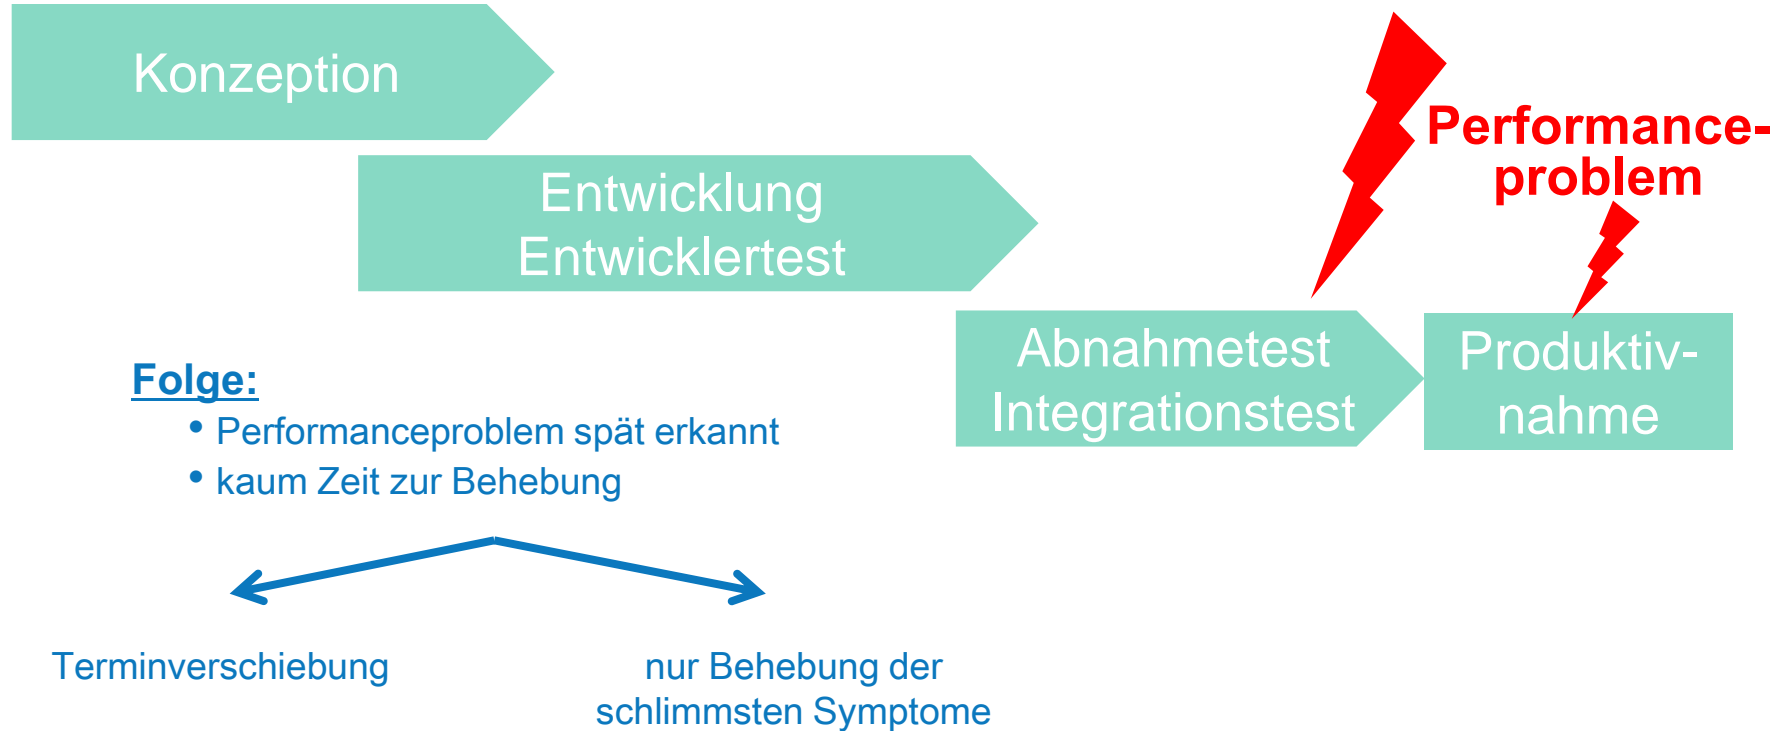 Konzeption
Entwicklung
Entwicklertest
Performance-
problem
Abnahmetest
Integrationstest
Produktiv-
nahme
Folge:
• Performanceproblem spät erkannt
• kaum Zeit zur Behebung
Terminverschiebung
nur Behebung der
schlimmsten Symptome